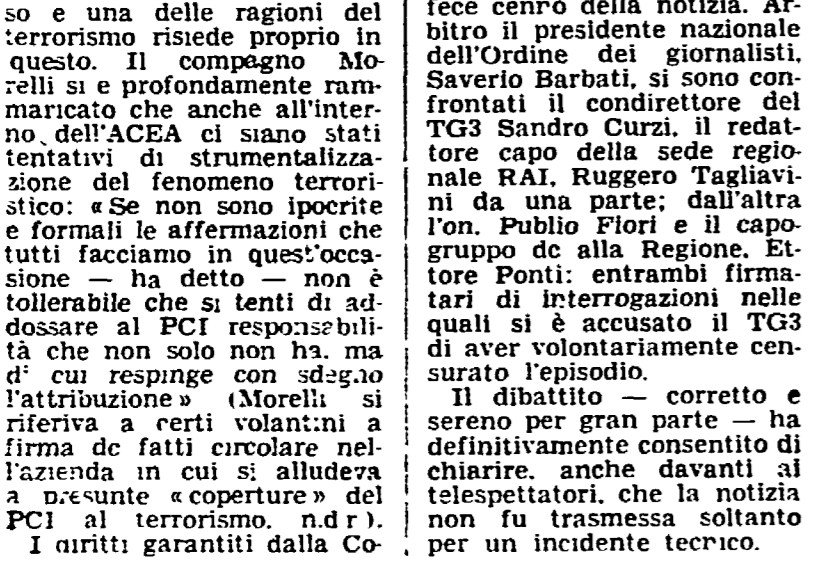 so e una delle ragioni del
terrorismo risiede proprio in
questo. Il compagno Mo-
relli si e profondamente ram-
maricato che anche all'inter-
no dell'ACEA ci siano stati
tentativi di strumentalizza-
zione del fenomeno terrori-
stico: «Se non sono ipocrite
e formali le affermazioni che
tutti facciamo in quest'occa-
sione — ha detto — non è
tollerabile che si tenti di ad-
dossare al PCI responsabili-
tà che non solo non ha. ma
di cui respinge con sdegno
l'attribuzione» (Morelli si
riferiva a certi volantini a
firma dc fatti circolare nel-
l'azienda in cui si alludeva
a presunte «coperture» del
PCI al terrorismo. n.d r).
I diritti garantiti dalla Co-
fece cenro della notizia. Ar-
bitro il presidente nazionale
dell'Ordine dei giornalisti,
Saverio Barbati, si sono con-
frontati il condirettore del
TG3 Sandro Curzi. il redat-
tore capo della sede regio-
nale RAI, Ruggero Tagliavi-
ni da una parte; dall'altra
l'on. Publio Fiori e il capo-
gruppo dc alla Regione. Et-
tore Ponti: entrambi firma-
tari di interrogazioni nelle
quali si è accusato il TG3
di aver volontariamente cen-
surato l'episodio.
Il dibattito — corretto e
sereno per gran parte — ha
definitivamente consentito di
chiarire. anche davanti ai
telespettatori. che la notizia
non fu trasmessa soltanto
per un incidente tecnico.